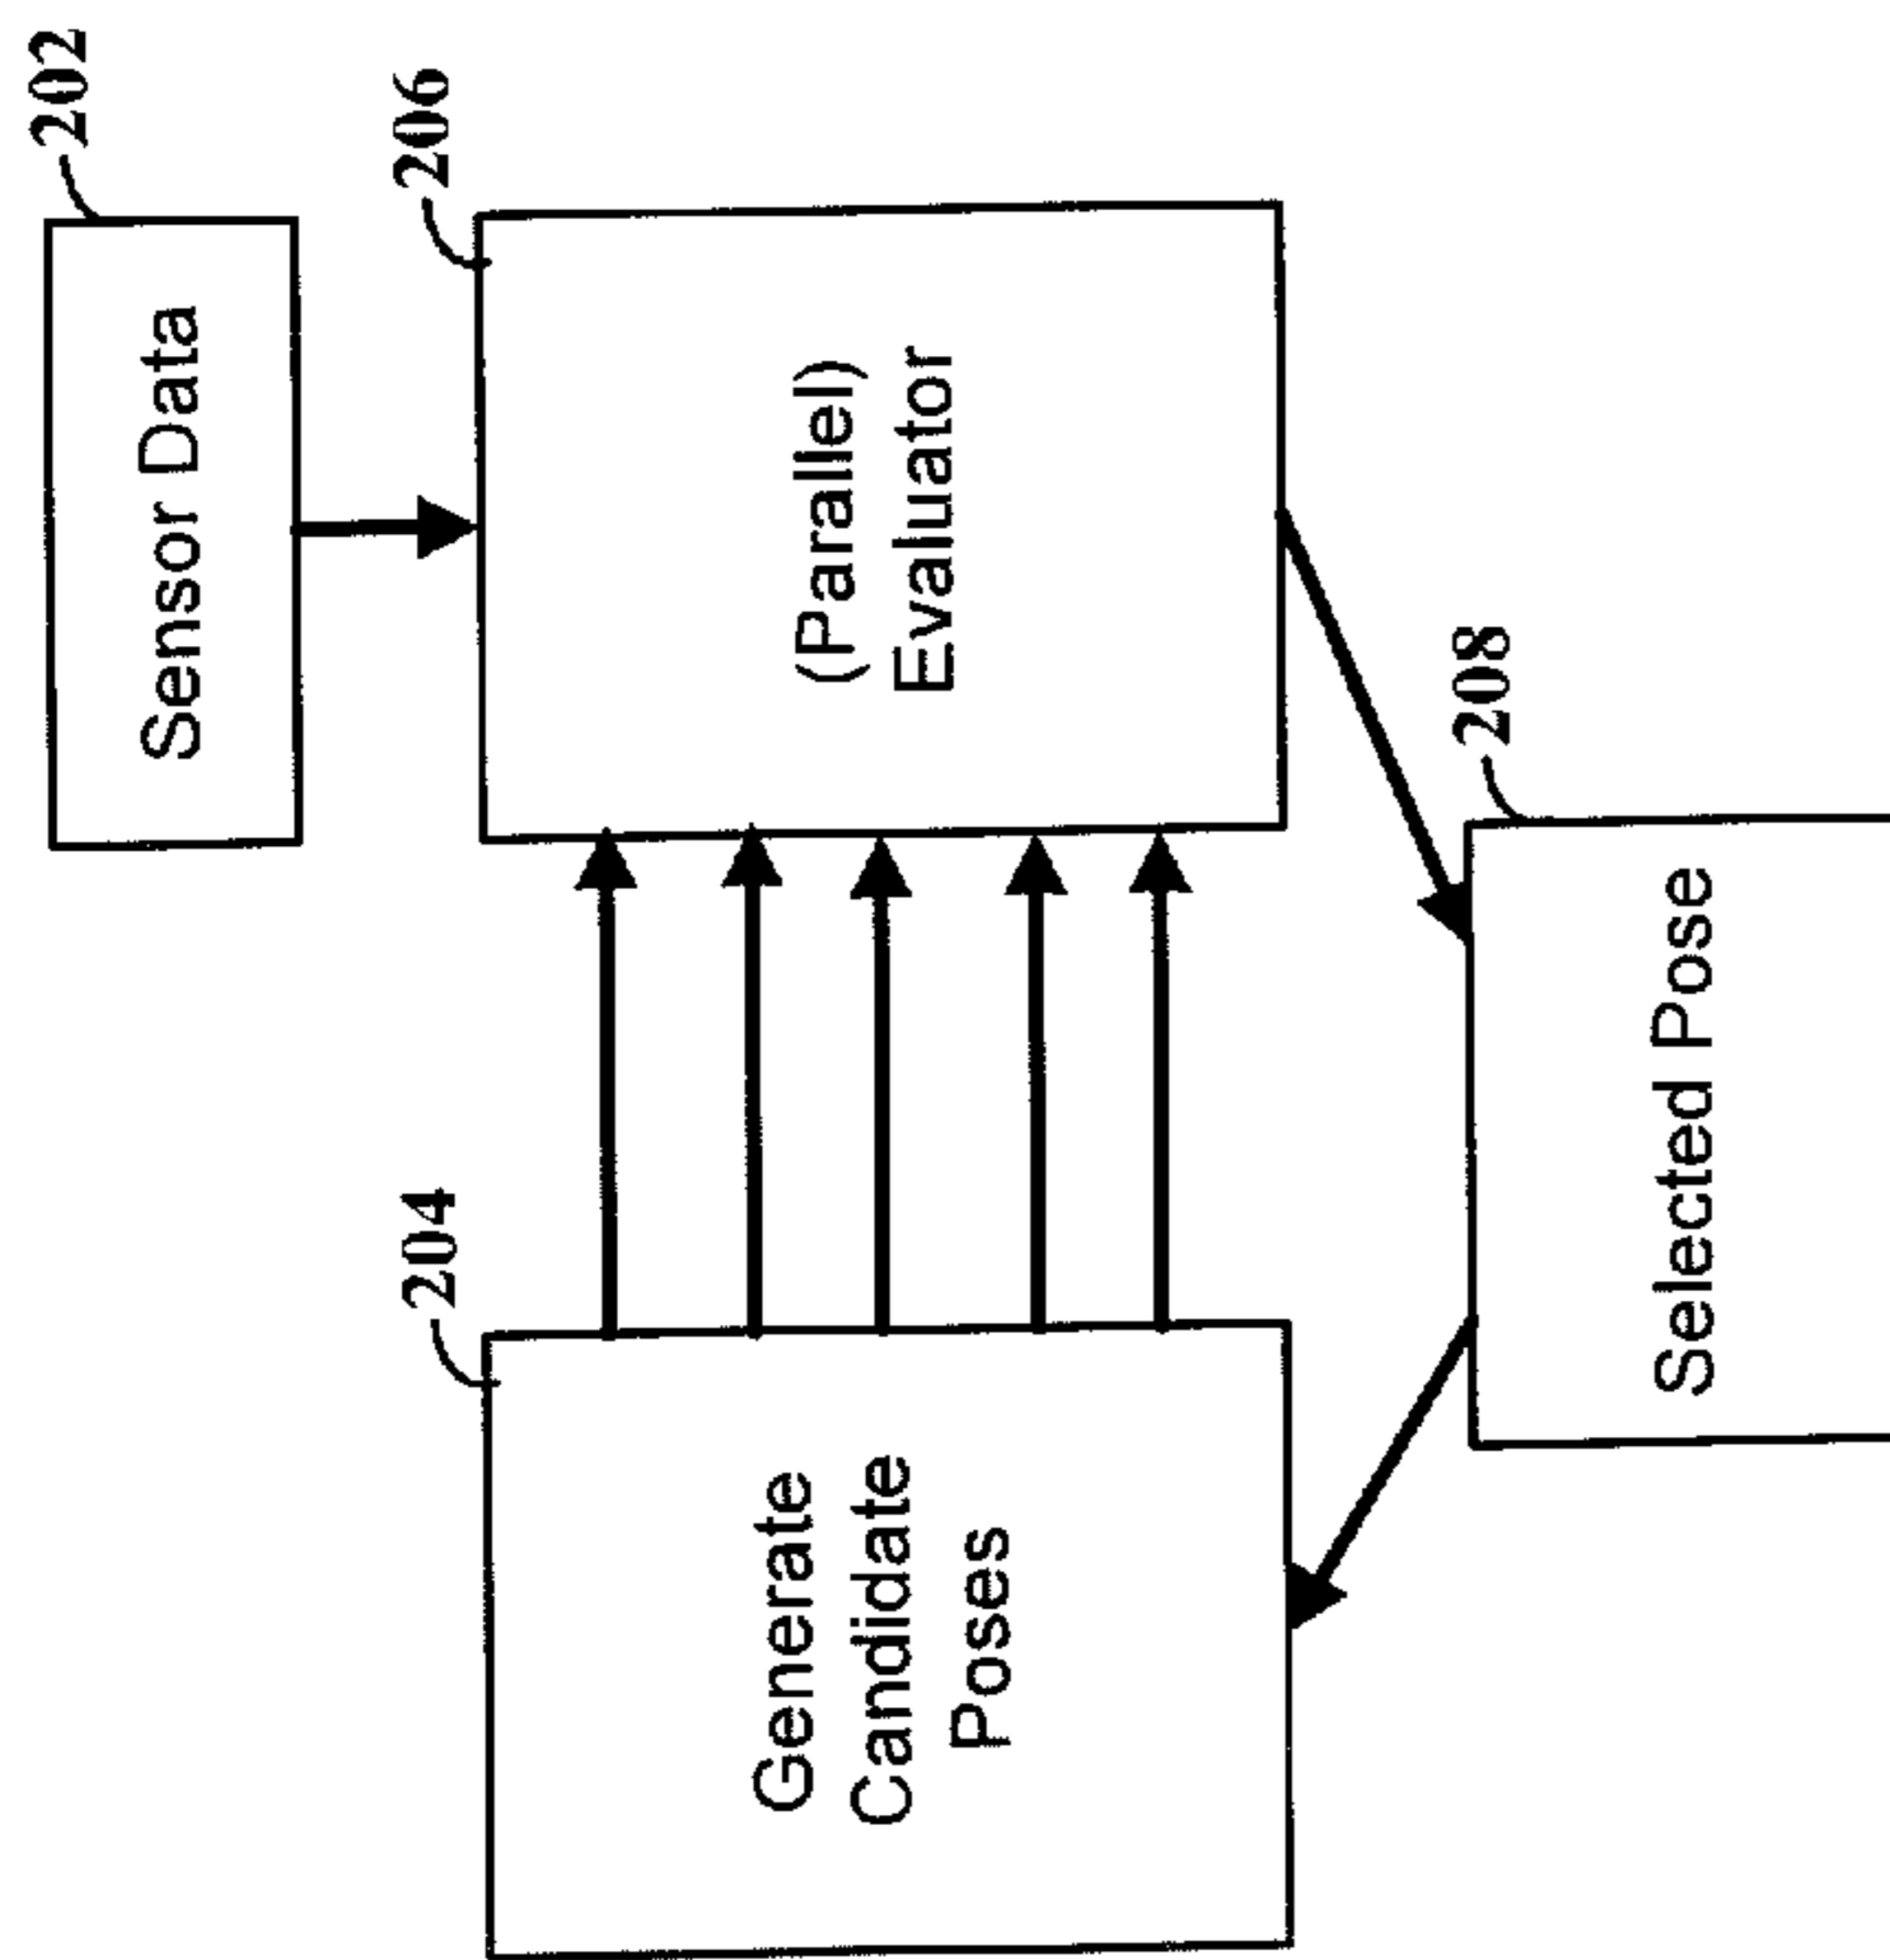 202
Sensor Data
204
Generate
Candidate
Poses
206
(Parallel)
Evaluator
208
Selected Pose